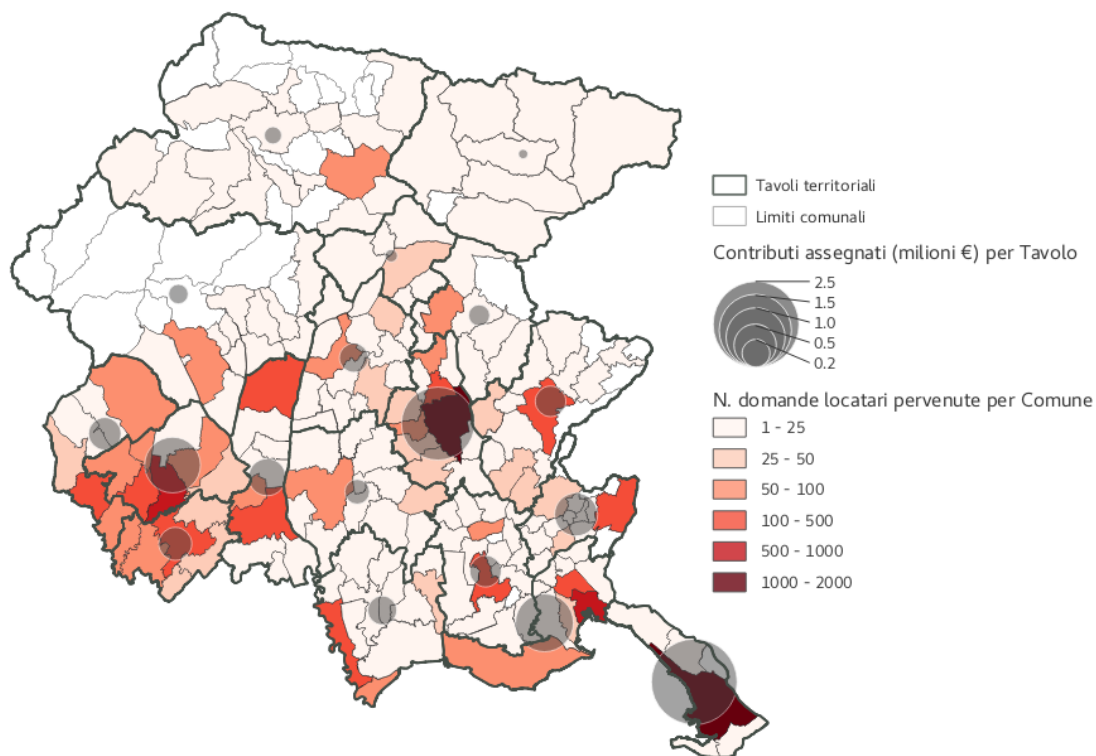 Tavoli territoriali
Limiti comunali
Contributi assegnati (milioni €) per Tavolo
2.5
1.5
1.0
0.5
0.2
N. domande locatari pervenute per Comune
1 - 25
25 - 50
50 - 100
100 - 500
500 - 1000
1000 - 2000